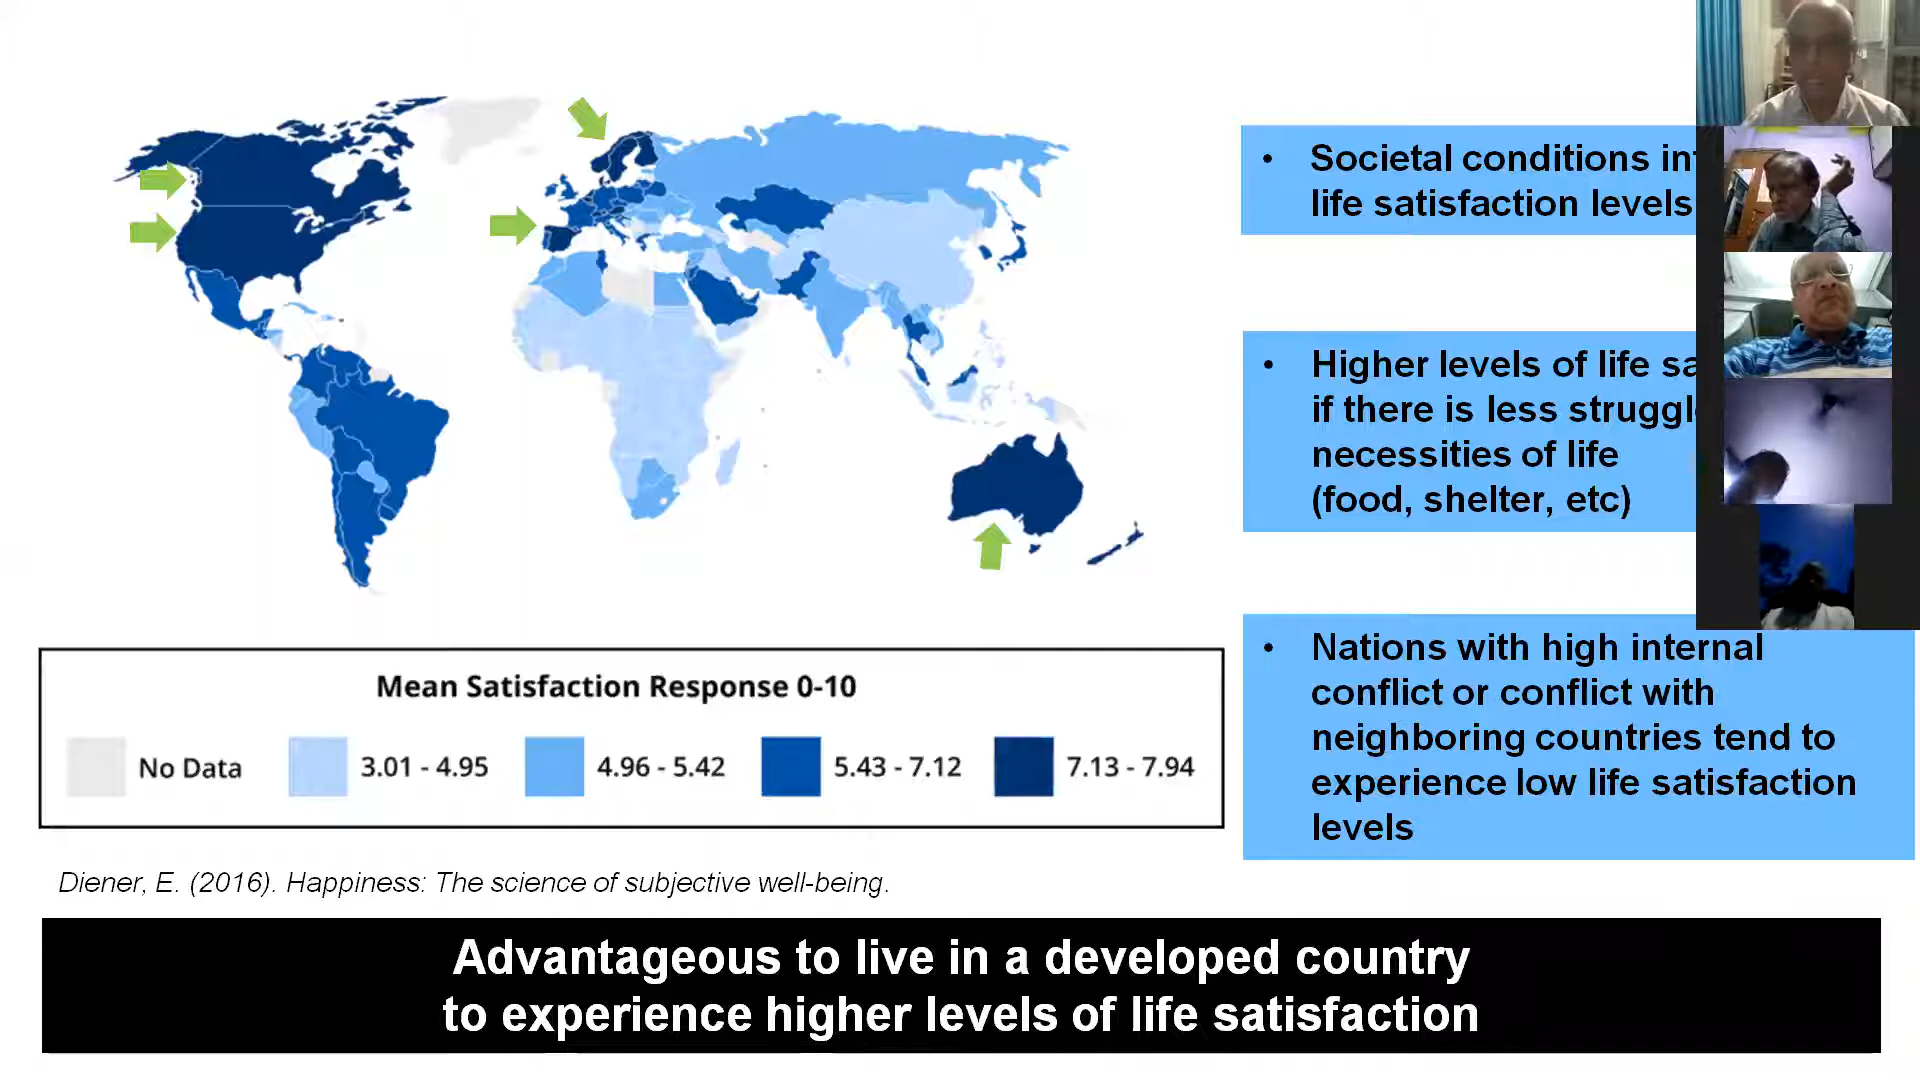 • Societal conditions
life satisfaction levels
• Higher levels of life
if there is less
necessities of life
(food, shelter, etc)
• Nations with high internal
conflict or conflict with
neighboring countries tend to
experience low life satisfaction
levels
Mean Satisfaction Response 0-10
No Data 3.01 - 4.95 4.96 - 5.42 5.43 - 7.12 7.13 - 7.94
Diener, E. (2016). Happiness: The science of subjective well-being.
Advantageous to live in a developed country
to experience higher levels of life satisfaction